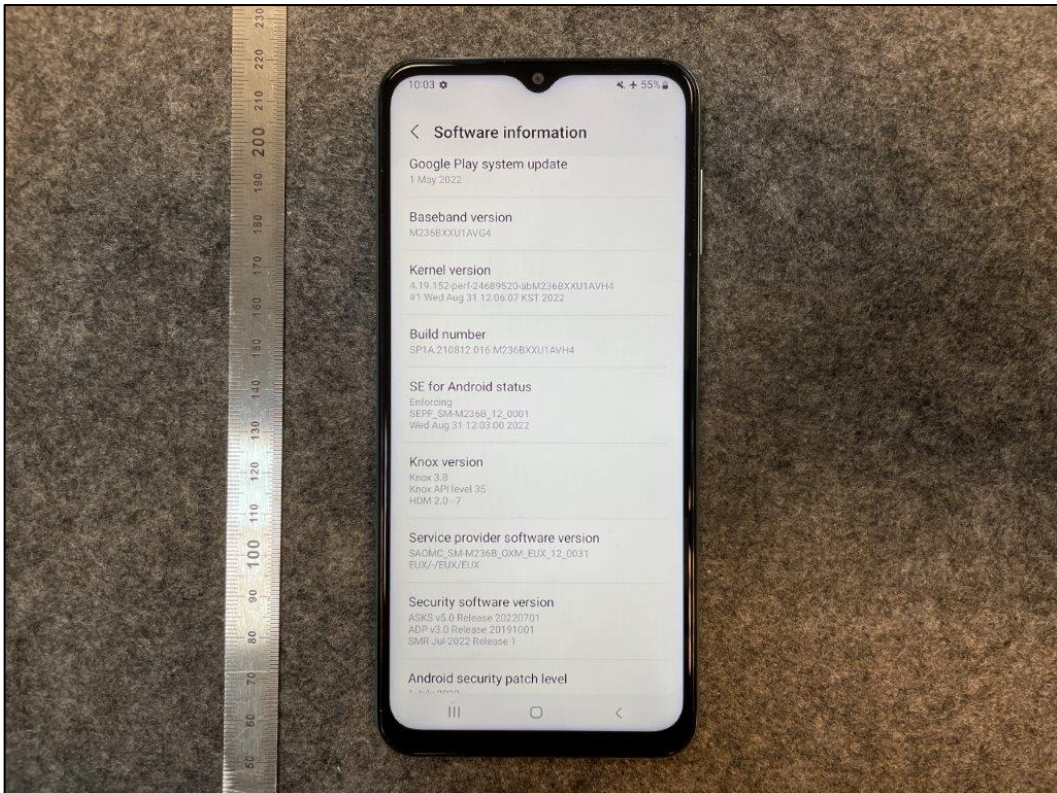 230
220
210
200
190
180
170
160
150
140
130
120
110
100
90
80
70
60
50
10:03
55%
Software information
Google Play system update
1 May 2022
Baseband version
M236BXXU1AVG4
Kernel version
4.19.152-perf-24689520-abM236BXXU1AVH4
#1 Wed Aug 31 12:06:07 KST 2022
Build number
SP1A.210812.016.M236BXXU1AVH4
SE for Android status
Enforcing
SEPF_SM-M236B_12_0001
Wed Aug 31 12:03:00 2022
Knox version
Knox 3.8
Knox API level 35
HDM 2.0 - 7
Service provider software version
SAOMC_SM-M236B_OXM_EUX_12_0031
EUX/-/EUX/EUX
Security software version
ASKS v5.0 Release 20220701
ADP v3.0 Release 20191001
SMR Jul-2022 Release 1
Android security patch level